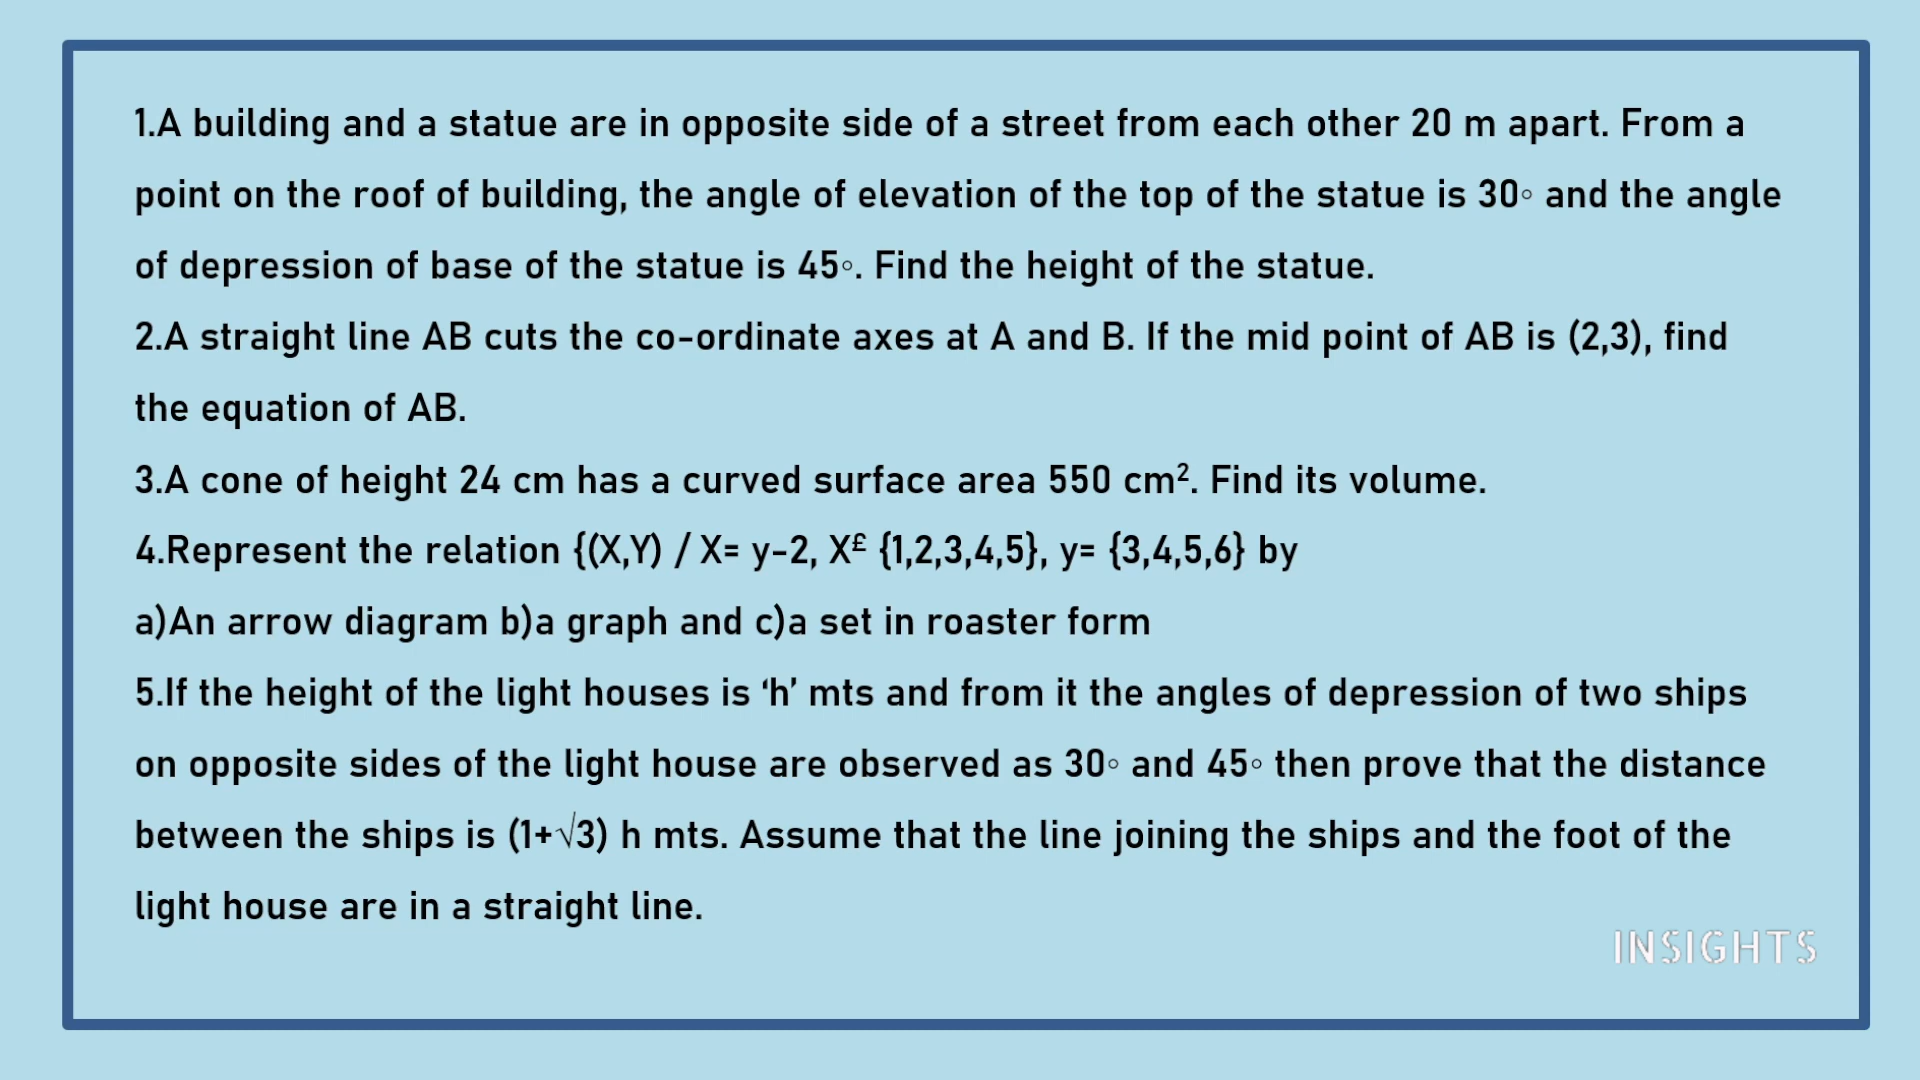 1.A building and a statue are in opposite side of a street from each other 20 m apart. From a
point on the roof of building, the angle of elevation of the top of the statue is 30◦ and the angle
of depression of base of the statue is 45◦. Find the height of the statue.
2.A straight line AB cuts the co-ordinate axes at A and B. If the mid point of AB is (2,3), find
the equation of AB.
3.A cone of height 24 cm has a curved surface area 550 cm². Find its volume.
4.Represent the relation {(X,Y) / X= y-2, X£ {1,2,3,4,5}, y= {3,4,5,6} by
a)An arrow diagram b)a graph and c)a set in roaster form
5.If the height of the light houses is ‘h’ mts and from it the angles of depression of two ships
on opposite sides of the light house are observed as 30◦ and 45◦ then prove that the distance
between the ships is (1+√3) h mts. Assume that the line joining the ships and the foot of the
light house are in a straight line.
INSIGHTS